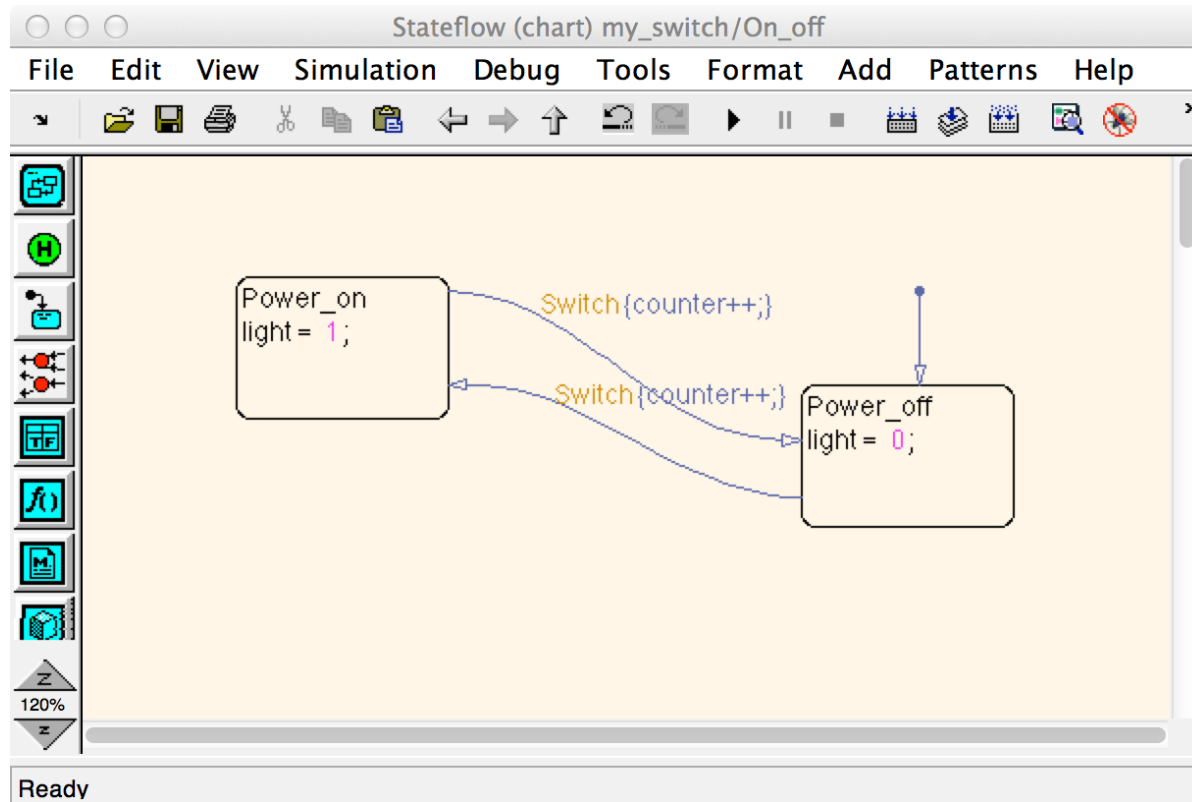 Stateflow (chart) my_switch/On_off
File Edit View Simulation Debug Tools Format Add Patterns Help
H
Power_on
light = 1;
Switch{counter++;}
Switch{counter++;}
Power_off
light = 0;
TF
f()
M
Z
120%
z
Ready